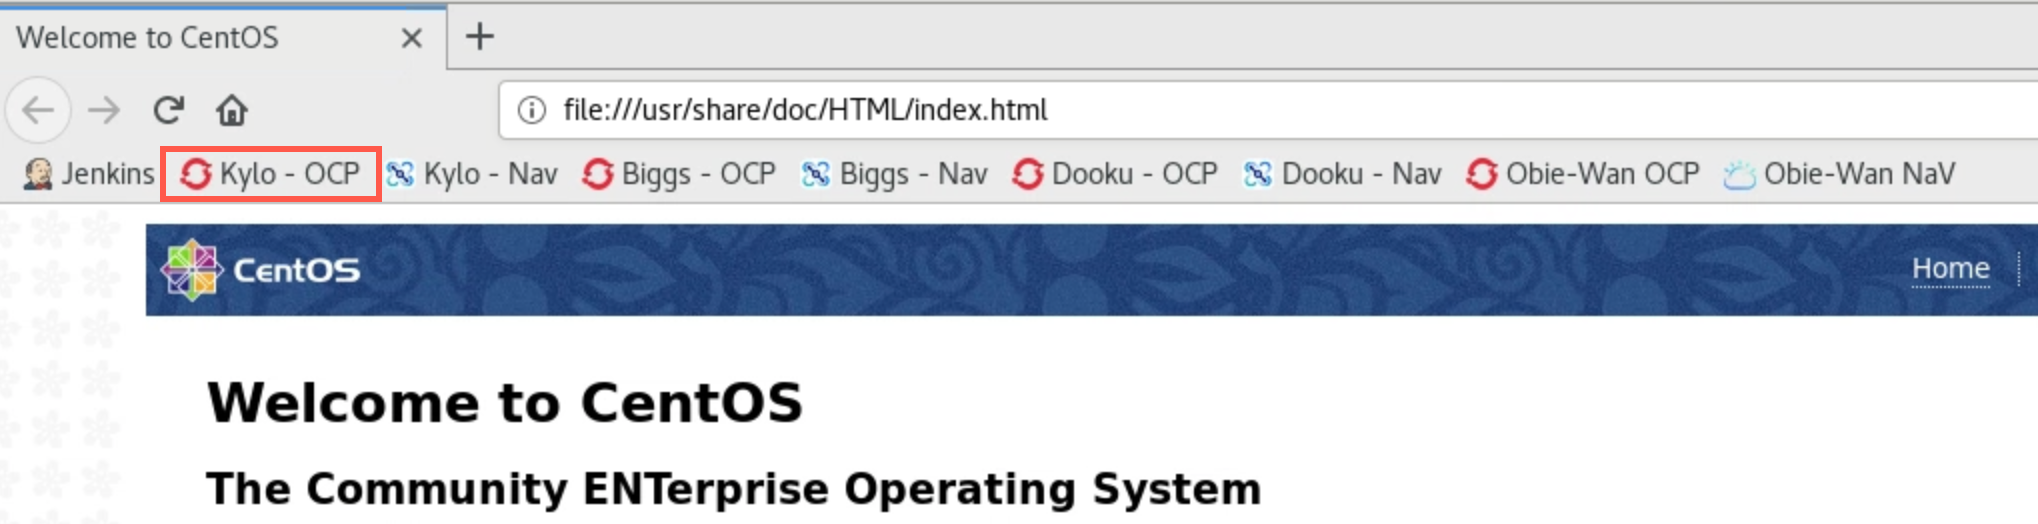 Welcome to CentOS
file:///usr/share/doc/HTML/index.html
Jenkins Kylo - OCP Kylo - Nav Biggs - OCP Biggs - Nav Dooku - OCP Dooku - Nav Obie-Wan OCP Obie-Wan NaV
CentOS Home
Welcome to CentOS
The Community ENTerprise Operating System